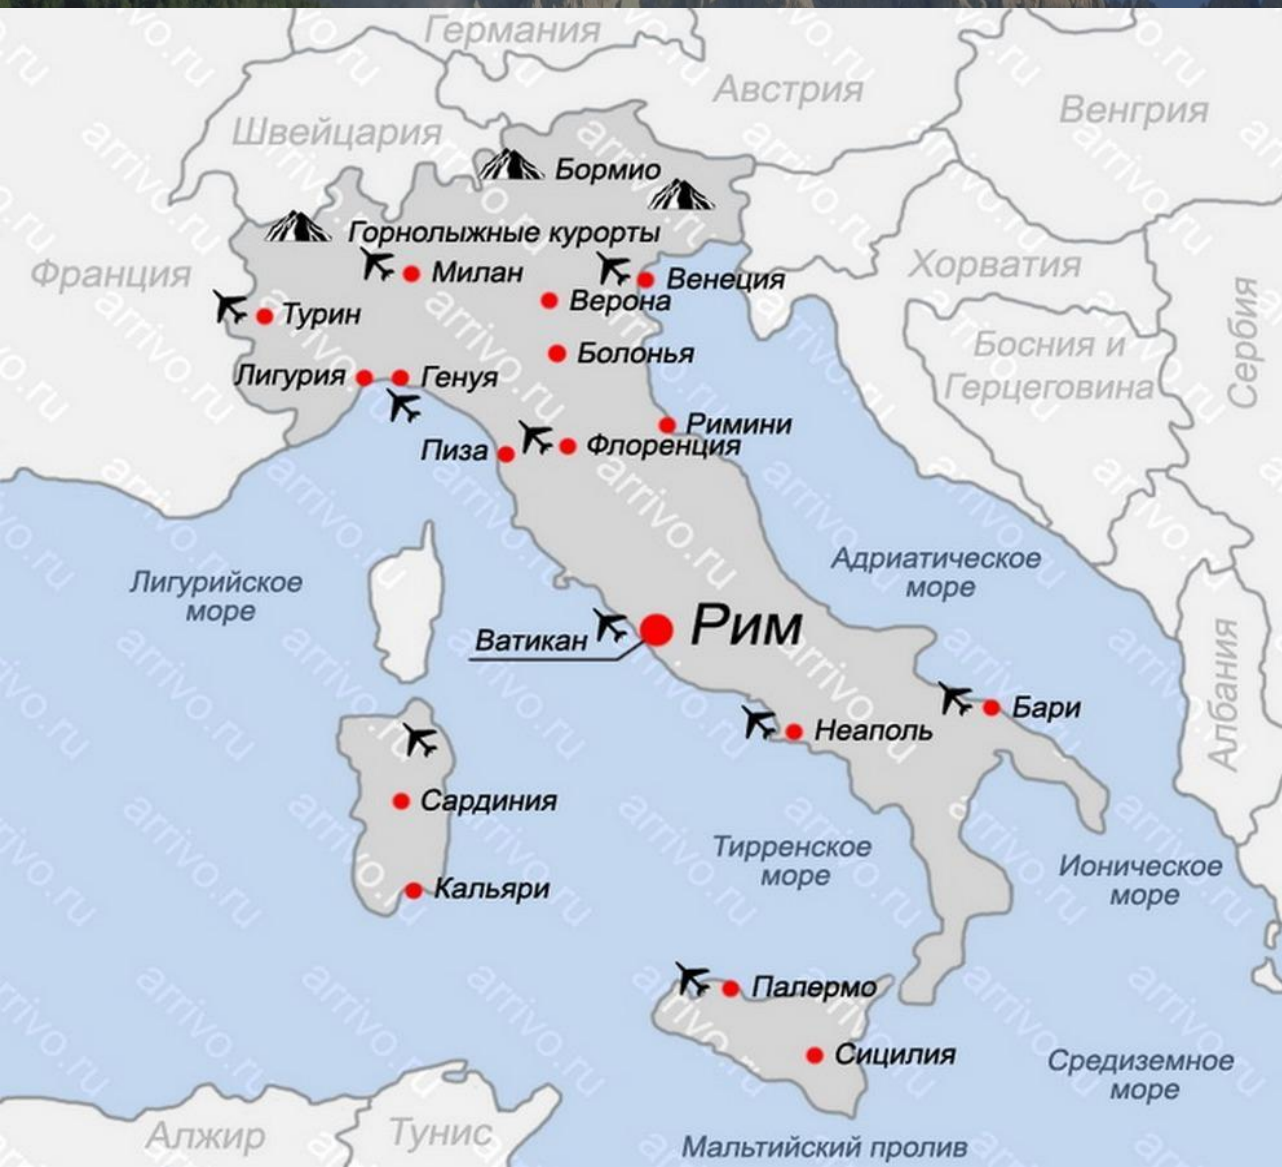 Германия
Австрия
Венгрия
Швейцария
Бормио
Горнолыжные курорты
Франция
Хорватия
Милан
Венеция
Верона
Турин
Сербия
Босния и
Герцеговина
Болонья
Лигурия
Генуя
Римини
Флоренция
Пиза
Адриатическое
море
Лигурийское
море
Рим
Ватикан
Албания
Бари
Неаполь
Сардиния
Тирренское
море
Ионическое
море
Кальяри
Палермо
Сицилия
Средиземное
море
Алжир
Тунис
Мальтийский пролив
arrivo.ru